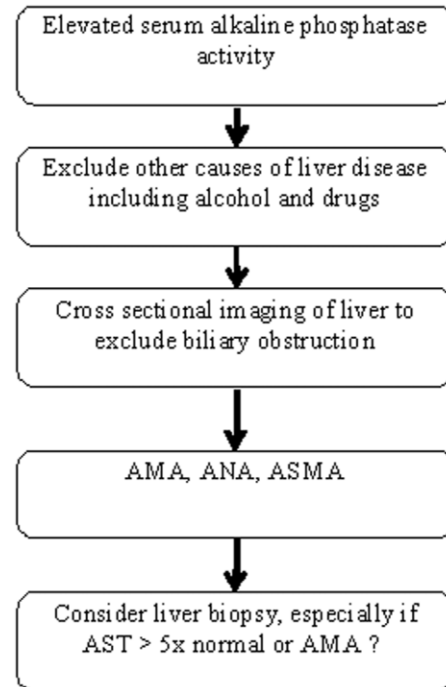 Elevated serum alkaline phosphatase
activity
Exclude other causes of liver disease
including alcohol and drugs
Cross sectional imaging of liver to
exclude biliary obstruction
AMA, ANA, ASMA
Consider liver biopsy, especially if
AST > 5x normal or AMA ?